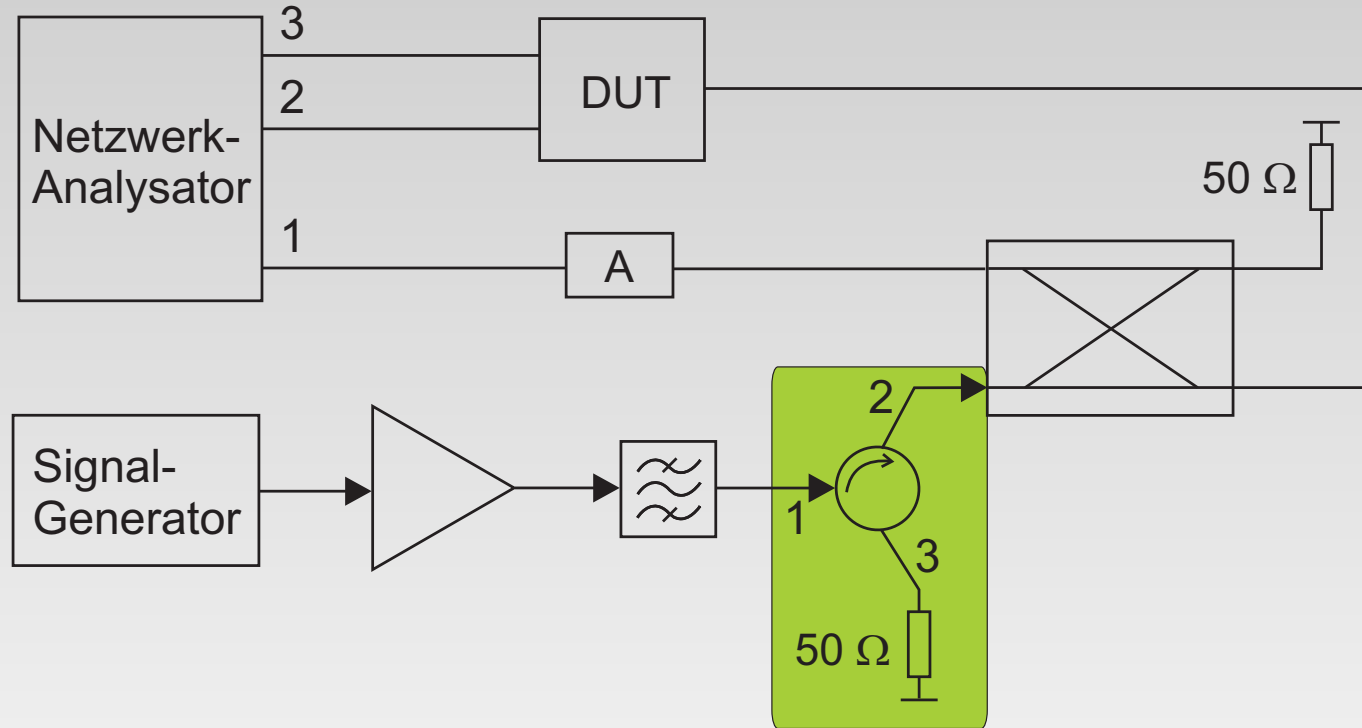 3
2
DUT
Netzwerk-
Analysator
50 Ω
1
A
2
Signal-
Generator
1
3
50 Ω